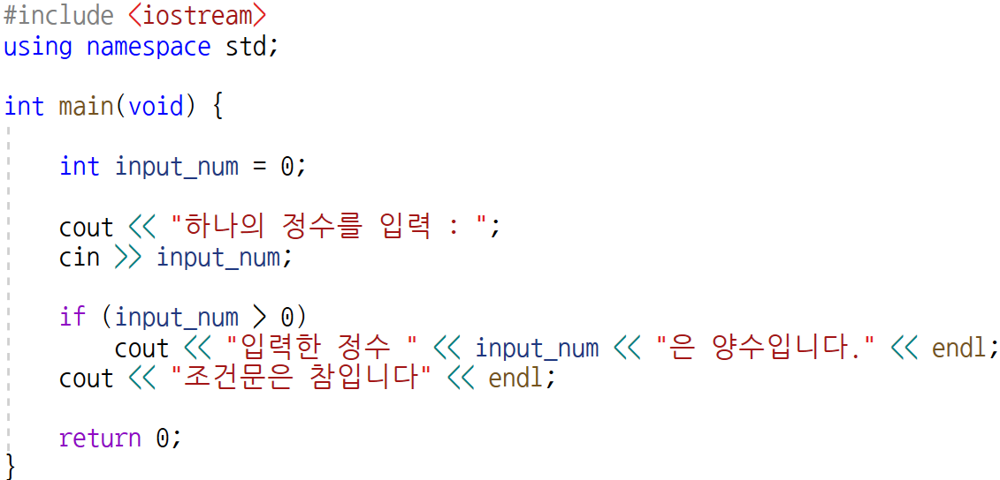 #include <iostream>
using namespace std;
int main(void) {
int input_num = 0;
cout << "하나의 정수를 입력 : ";
cin >> input_num;
if (input_num > 0)
cout << "입력한 정수 " << input_num << "은 양수입니다." << endl;
cout << "조건문은 참입니다" << endl;
return 0;
}